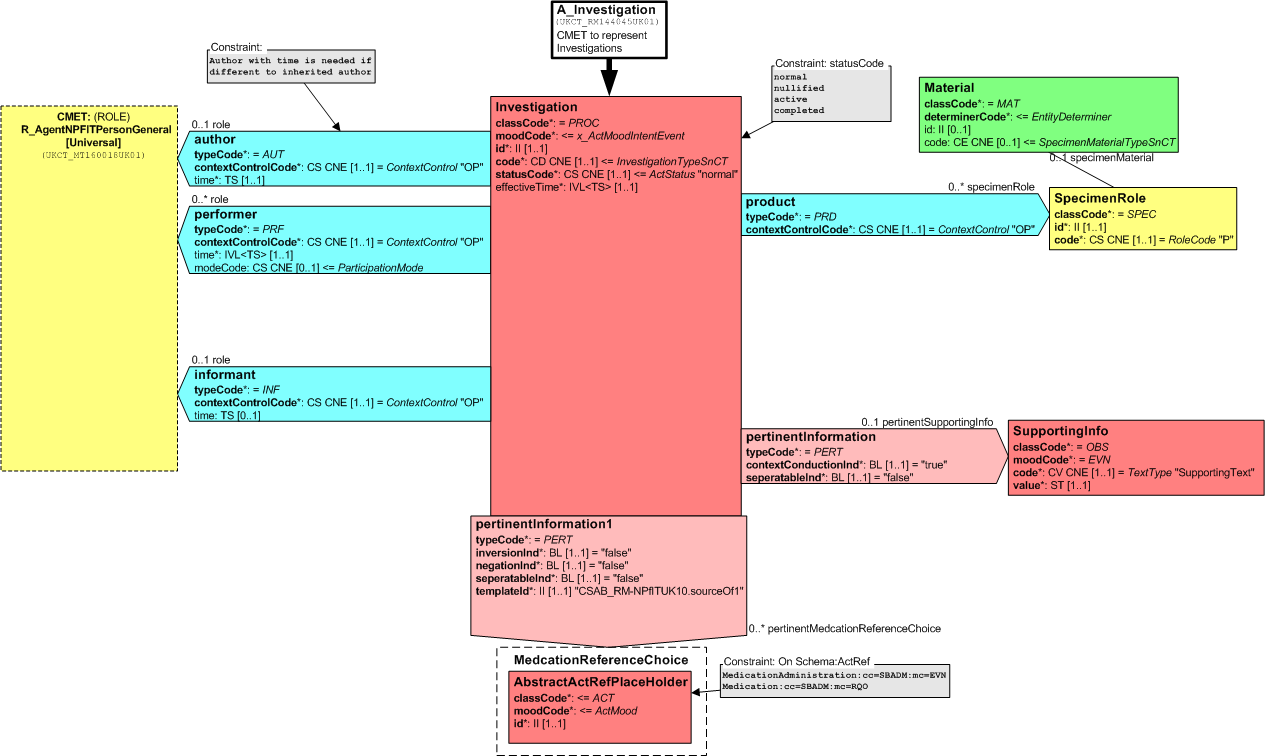 A_Investigation
(UKCT_RM144045UK01)
CMET to represent
Investigations
Constraint:
Author with time is needed if
different to inherited author
Constraint: statusCode
normal
nullified
active
completed
CMET: (ROLE)
R_AgentNPFITPersonGeneral
[Universal]
(UKCT_MT160018UK01)
0..1 role
author
typeCode*: = AUT
contextControlCode*: CS CNE [1..1] = ContextControl "OP"
time*: TS [1..1]
0..* role
performer
typeCode*: = PRF
contextControlCode*: CS CNE [1..1] = ContextControl "OP"
time*: IVL<TS> [1..1]
modeCode: CS CNE [0..1] <= ParticipationMode
0..1 role
informant
typeCode*: = INF
contextControlCode*: CS CNE [1..1] = ContextControl "OP"
time: TS [0..1]
Investigation
classCode*: = PROC
moodCode*: <= x_ActMoodIntentEvent
id*: II [1..1]
code*: CD CNE [1..1] <= InvestigationTypeSnCT
statusCode*: CS CNE [1..1] <= ActStatus "normal"
effectiveTime*: IVL<TS> [1..1]
Material
classCode*: = MAT
determinerCode*: <= EntityDeterminer
id: II [0..1]
code: CE CNE [0..1] <= SpecimenMaterialTypeSnCT
0..1 specimenMaterial
0..* specimenRole
product
typeCode*: = PRD
contextControlCode*: CS CNE [1..1] = ContextControl "OP"
SpecimenRole
classCode*: = SPEC
id*: II [1..1]
code*: CS CNE [1..1] = RoleCode "P"
0..1 pertinentSupportingInfo
pertinentInformation
typeCode*: = PERT
contextConductionInd*: BL [1..1] = "true"
seperatableInd*: BL [1..1] = "false"
SupportingInfo
classCode*: = OBS
moodCode*: = EVN
code*: CV CNE [1..1] = TextType "SupportingText"
value*: ST [1..1]
pertinentInformation1
typeCode*: = PERT
inversionInd*: BL [1..1] = "false"
negationInd*: BL [1..1] = "false"
seperatableInd*: BL [1..1] = "false"
templateId*: II [1..1] "CSAB_RM-NPfITUK10.sourceOf1"
0..* pertinentMedcationReferenceChoice
MedcationReferenceChoice
AbstractActRefPlaceHolder
classCode*: <= ACT
moodCode*: <= ActMood
id*: II [1..1]
Constraint: On Schema:ActRef
MedicationAdministration:cc=SBADM:mc=EVN
Medication:cc=SBADM:mc=RQO